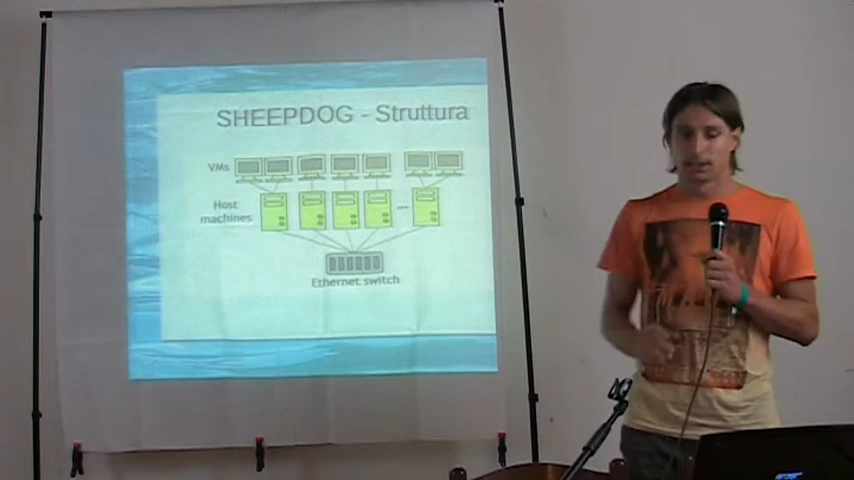 SHEEPDOG - Struttura
VMs
Host
machines
...
Ethernet switch